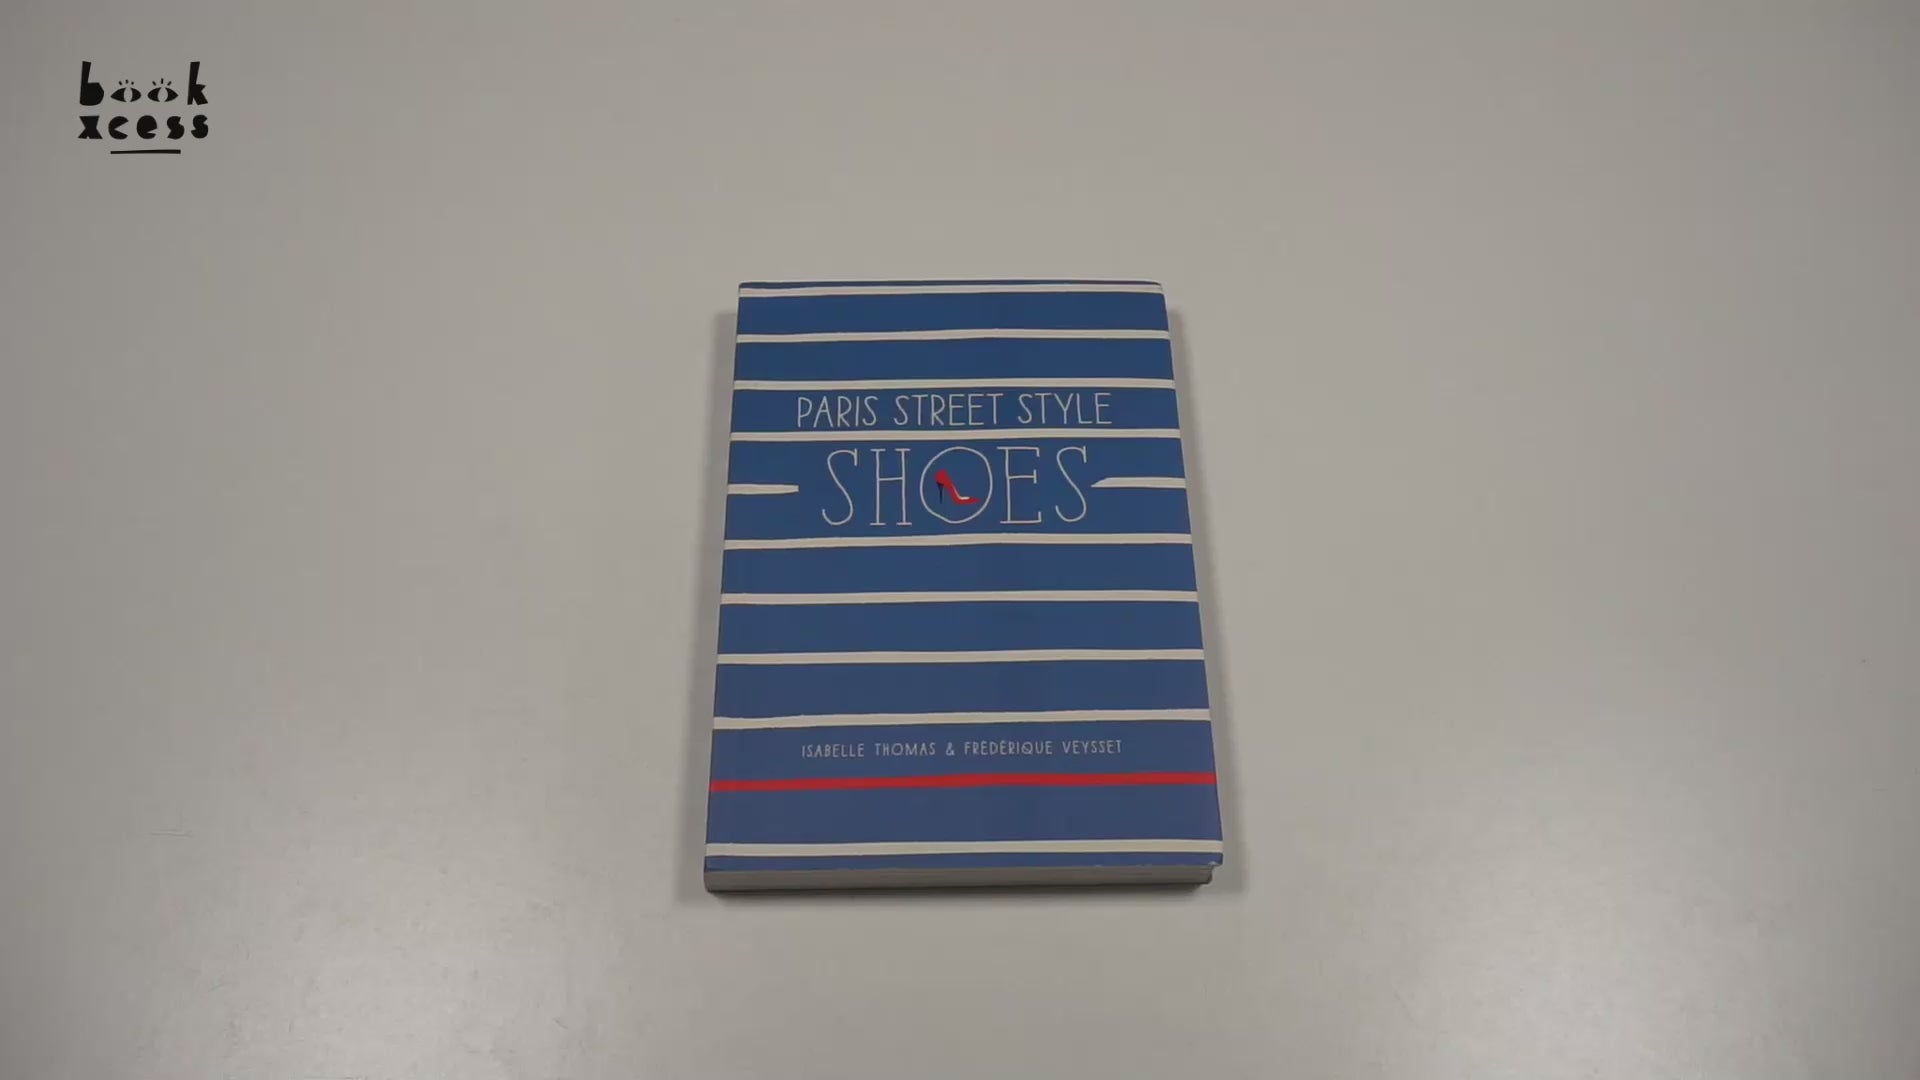 book
xcess
PARIS STREET STYLE
SHOES
ISABELLE THOMAS & FRÉDÉRIQUE VEYSSET